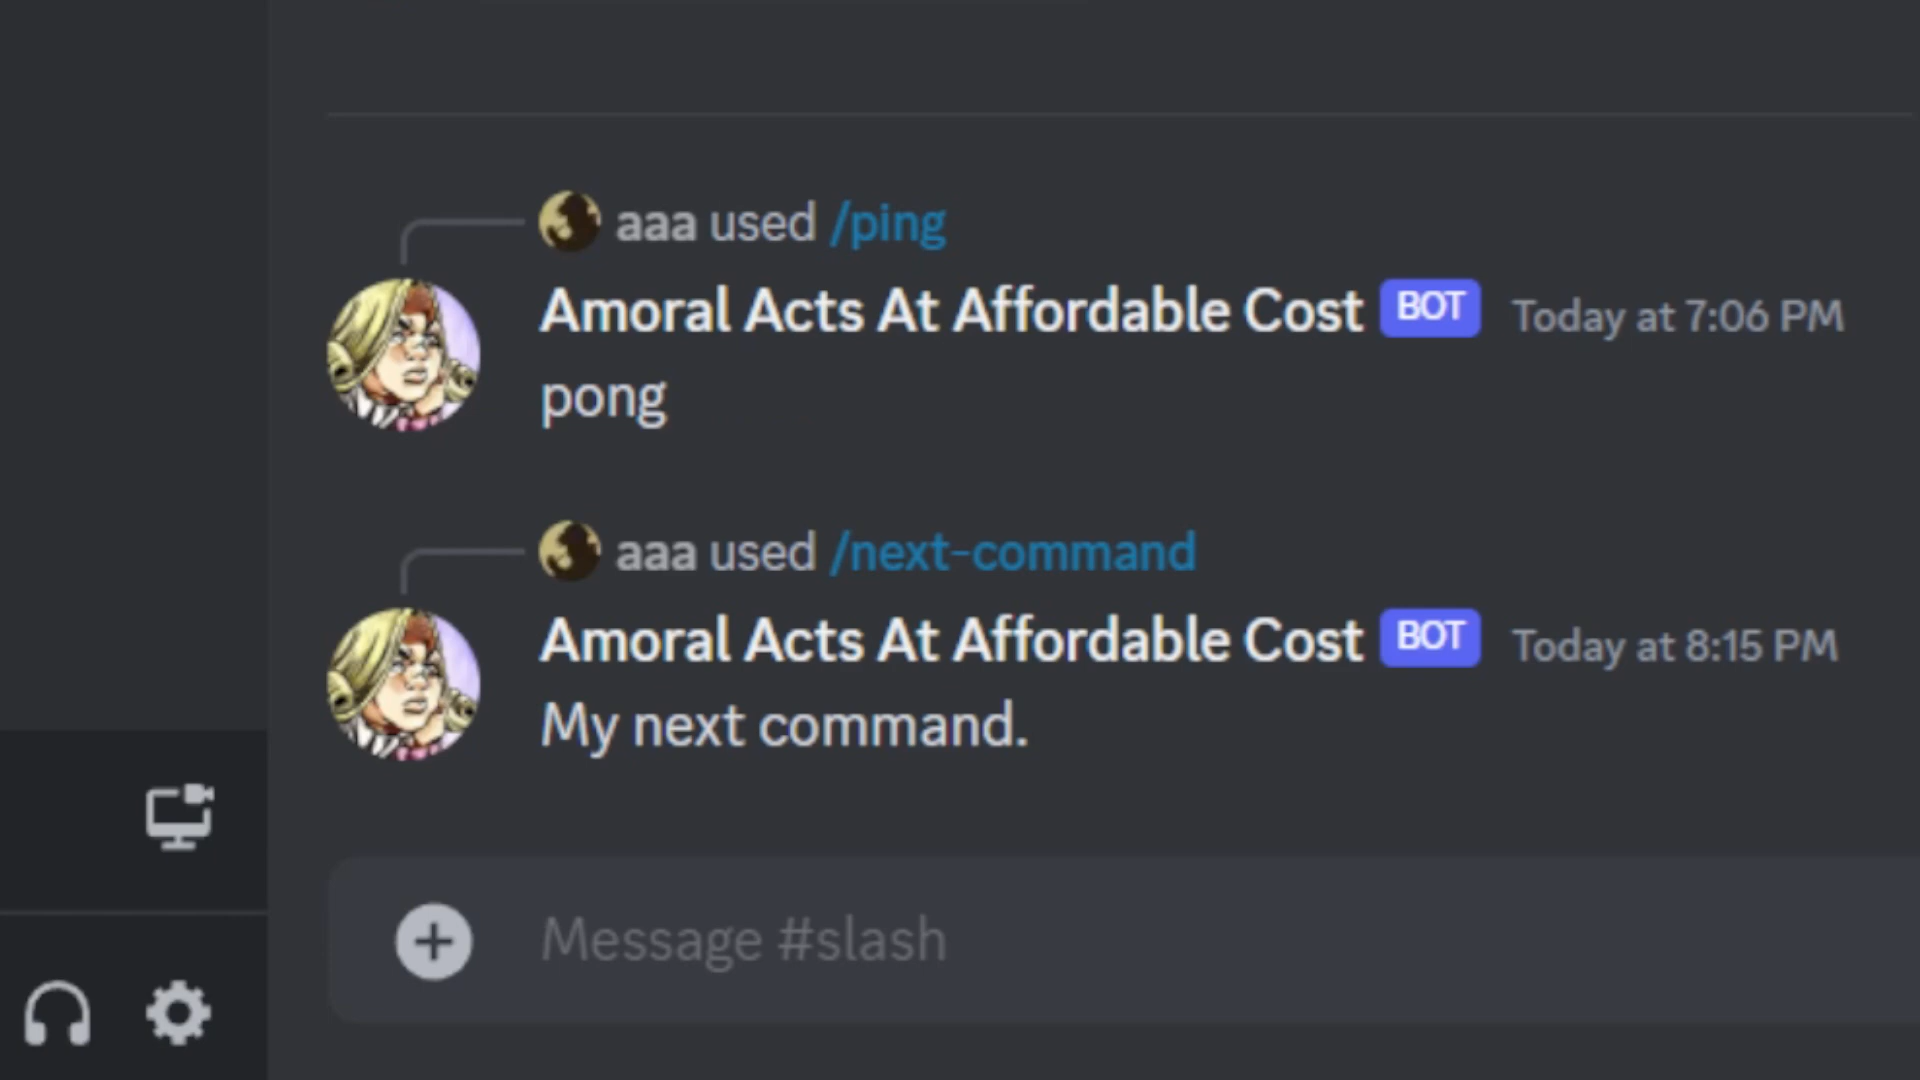 aaa used /ping
Amoral Acts At Affordable Cost BOT Today at 7:06 PM
pong
aaa used /next-command
Amoral Acts At Affordable Cost BOT Today at 8:15 PM
My next command.
Message #slash